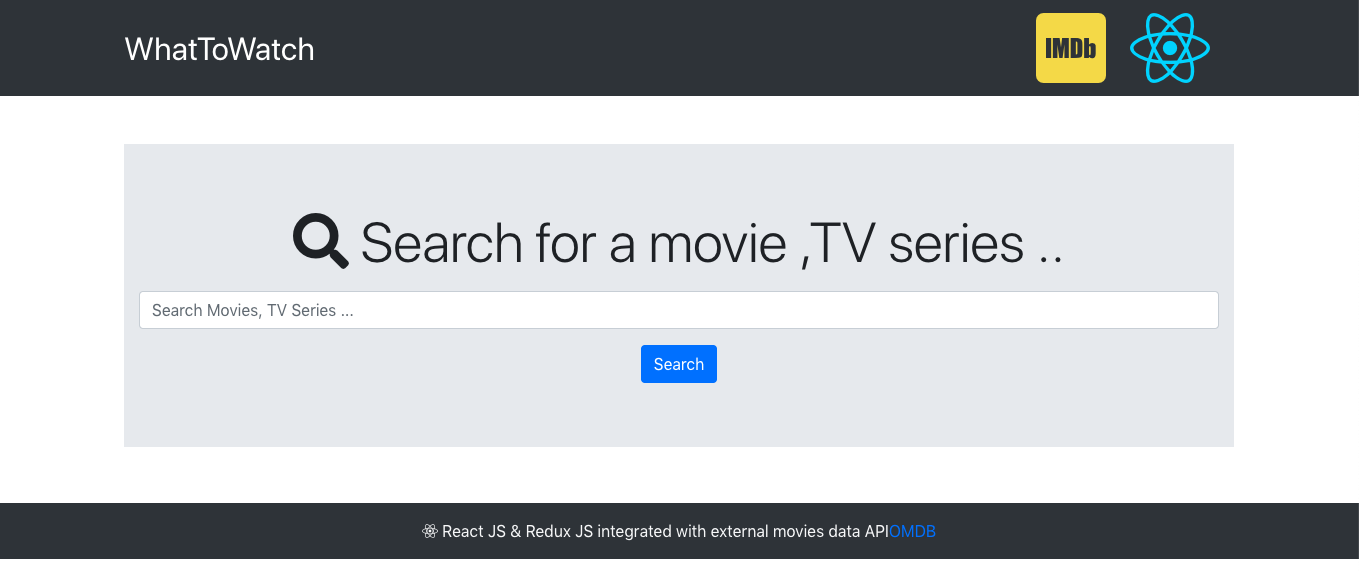 WhatToWatch
IMDb
Search for a movie ,TV series ..
Search Movies, TV Series ...
Search
React JS & Redux JS integrated with external movies data APIOMDB